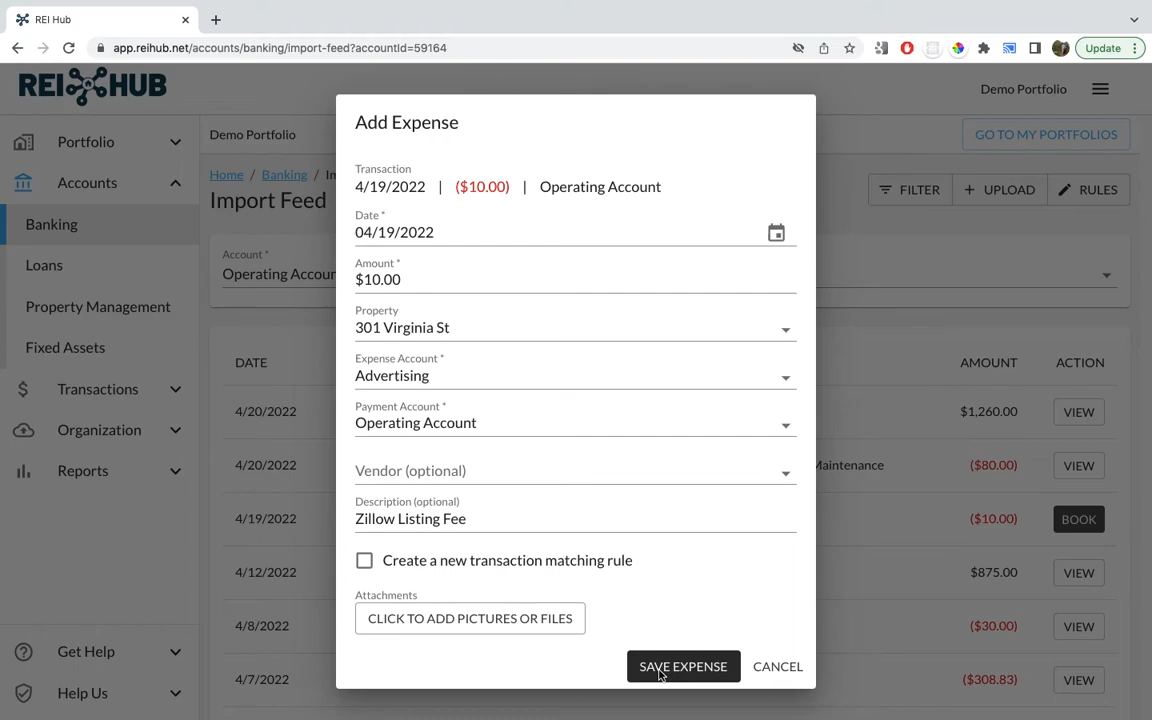 REI Hub
app.reihub.net/accounts/banking/import-feed?accountId=59164
Update
REI HUB
Demo Portfolio
Portfolio
Accounts
Banking
Loans
Property Management
Fixed Assets
Transactions
Organization
Reports
Get Help
Help Us
Demo Portfolio
GO TO MY PORTFOLIOS
Home / Banking /
Import Feed
FILTER
UPLOAD
RULES
Account *
DATE
AMOUNT
ACTION
4/20/2022
$1,260.00
VIEW
4/20/2022
Maintenance
($80.00)
VIEW
4/19/2022
($10.00)
BOOK
4/12/2022
$875.00
VIEW
4/8/2022
($30.00)
VIEW
4/7/2022
($308.83)
VIEW
Add Expense
Transaction
4/19/2022 | ($10.00) | Operating Account
Date *
04/19/2022
Amount *
$10.00
Property
301 Virginia St
Expense Account *
Advertising
Payment Account *
Operating Account
Vendor (optional)
Description (optional)
Zillow Listing Fee
Create a new transaction matching rule
Attachments
CLICK TO ADD PICTURES OR FILES
SAVE EXPENSE
CANCEL